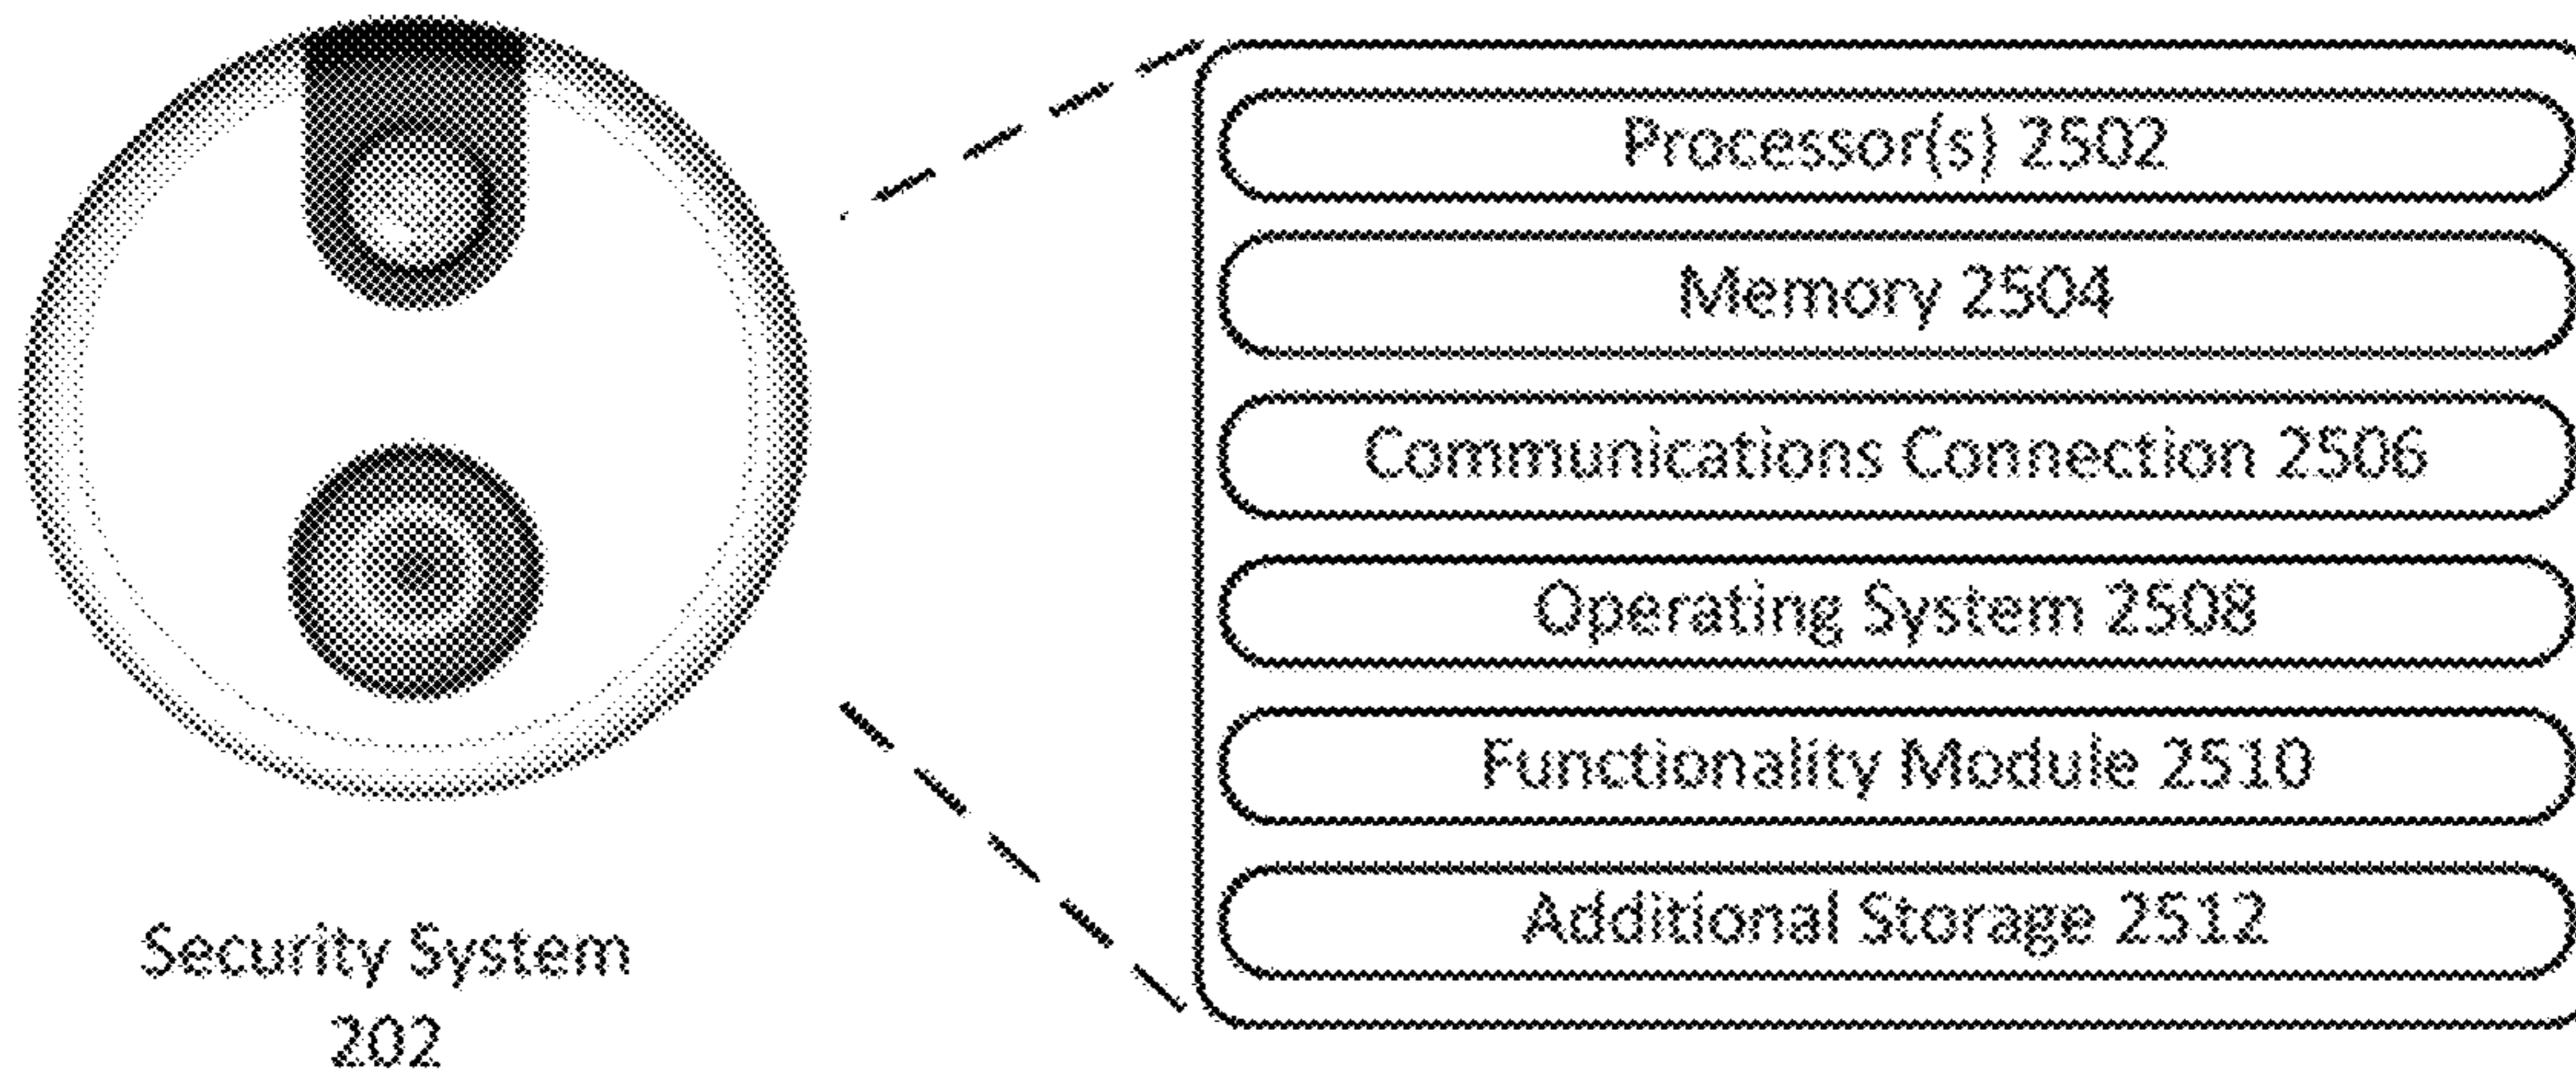 Processor(s) 2502
Memory 2504
Communications Connection 2506
Operating System 2508
Functionality Module 2510
Additional Storage 2512
Security System
202